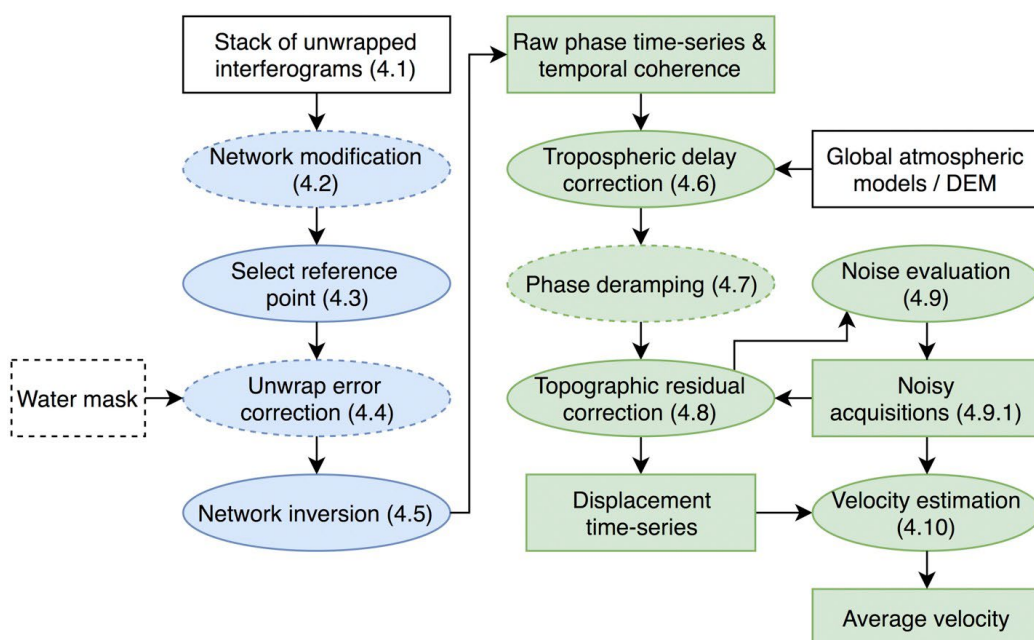 Stack of unwrapped
interferograms (4.1)
Network modification
(4.2)
Select reference
point (4.3)
Water mask
Unwrap error
correction (4.4)
Network inversion (4.5)
Raw phase time-series &
temporal coherence
Tropospheric delay
correction (4.6)
Global atmospheric
models / DEM
Phase deramping (4.7)
Noise evaluation
(4.9)
Topographic residual
correction (4.8)
Noisy
acquisitions (4.9.1)
Displacement
time-series
Velocity estimation
(4.10)
Average velocity